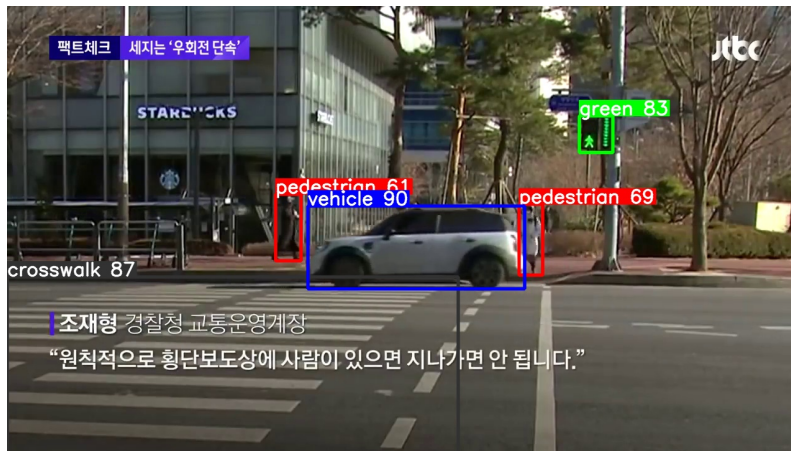 팩트체크 세지는 '우회전 단속'
jtbc
green 83
STARBUCKS
pedestrian 61
vehicle 90
pedestrian 69
crosswalk 87
조재형 경찰청 교통운영계장
"원칙적으로 횡단보도상에 사람이 있으면 지나가면 안 됩니다."